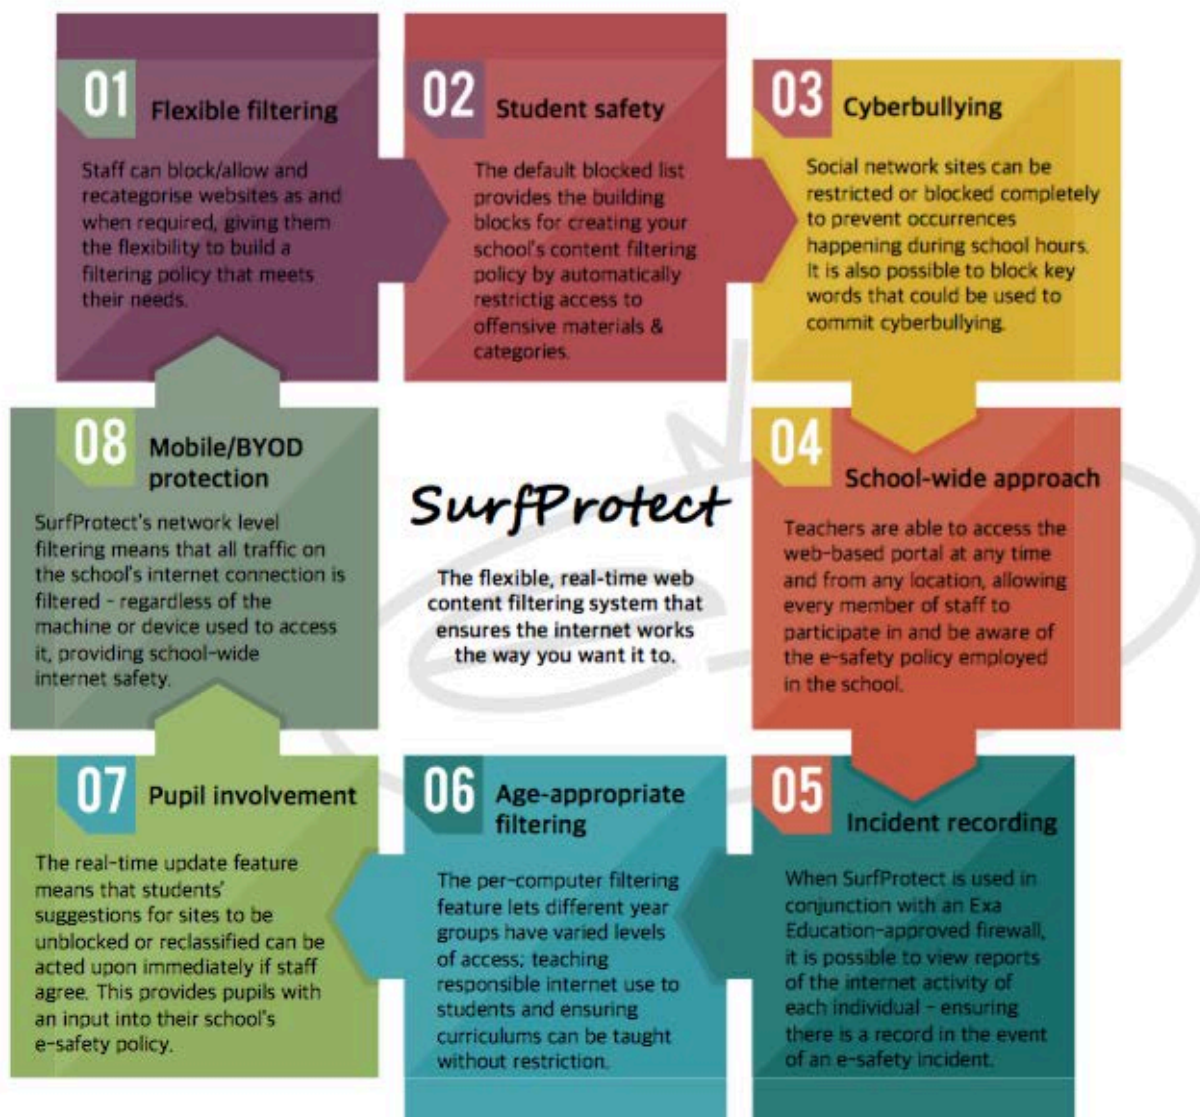 01
Flexible filtering
Staff can block/allow and
recategorise websites as and
when required, giving them
the flexibility to build a
filtering policy that meets
their needs.
02
Student safety
The default blocked list
provides the building
blocks for creating your
school's content filtering
policy by automatically
restrictig access to
offensive materials &
categories.
03
Cyberbullying
Social network sites can be
restricted or blocked completely
to prevent occurrences
happening during school hours.
It is also possible to block key
words that could be used to
commit cyberbullying.
04
School-wide approach
Teachers are able to access the
web-based portal at any time
and from any location, allowing
every member of staff to
participate in and be aware of
the e-safety policy employed
in the school.
05
Incident recording
When SurfProtect is used in
conjunction with an Exa
Education-approved firewall,
it is possible to view reports
of the internet activity of
each individual - ensuring
there is a record in the event
of an e-safety incident.
06
Age-appropriate
filtering
The per-computer filtering
feature lets different year
groups have varied levels
of access; teaching
responsible internet use to
students and ensuring
curriculums can be taught
without restriction.
07
Pupil involvement
The real-time update feature
means that students'
suggestions for sites to be
unblocked or reclassified can be
acted upon immediately if staff
agree. This provides pupils with
an input into their school's
e-safety policy.
08
Mobile/BYOD
protection
SurfProtect's network level
filtering means that all traffic on
the school's internet connection is
filtered - regardless of the
machine or device used to access
it, providing school-wide
internet safety.
SurfProtect
The flexible, real-time web
content filtering system that
ensures the internet works
the way you want it to.